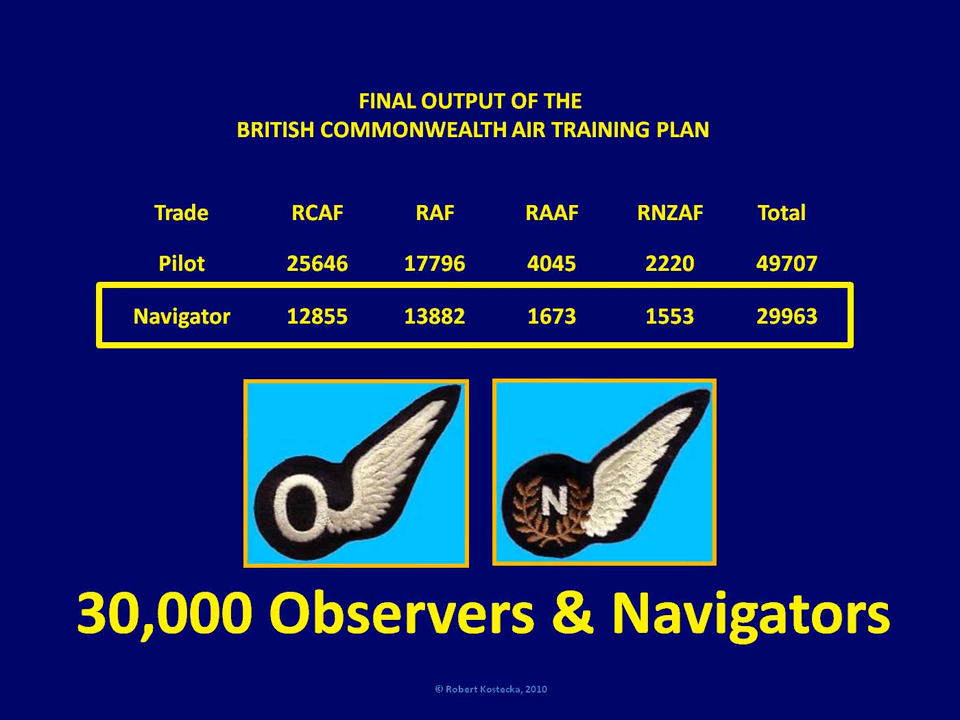 FINAL OUTPUT OF THE
BRITISH COMMONWEALTH AIR TRAINING PLAN
Trade RCAF RAF RAAF RNZAF Total
Pilot 25646 17796 4045 2220 49707
Navigator 12855 13882 1673 1553 29963
O N
30,000 Observers & Navigators
© Robert Kostecka, 2010